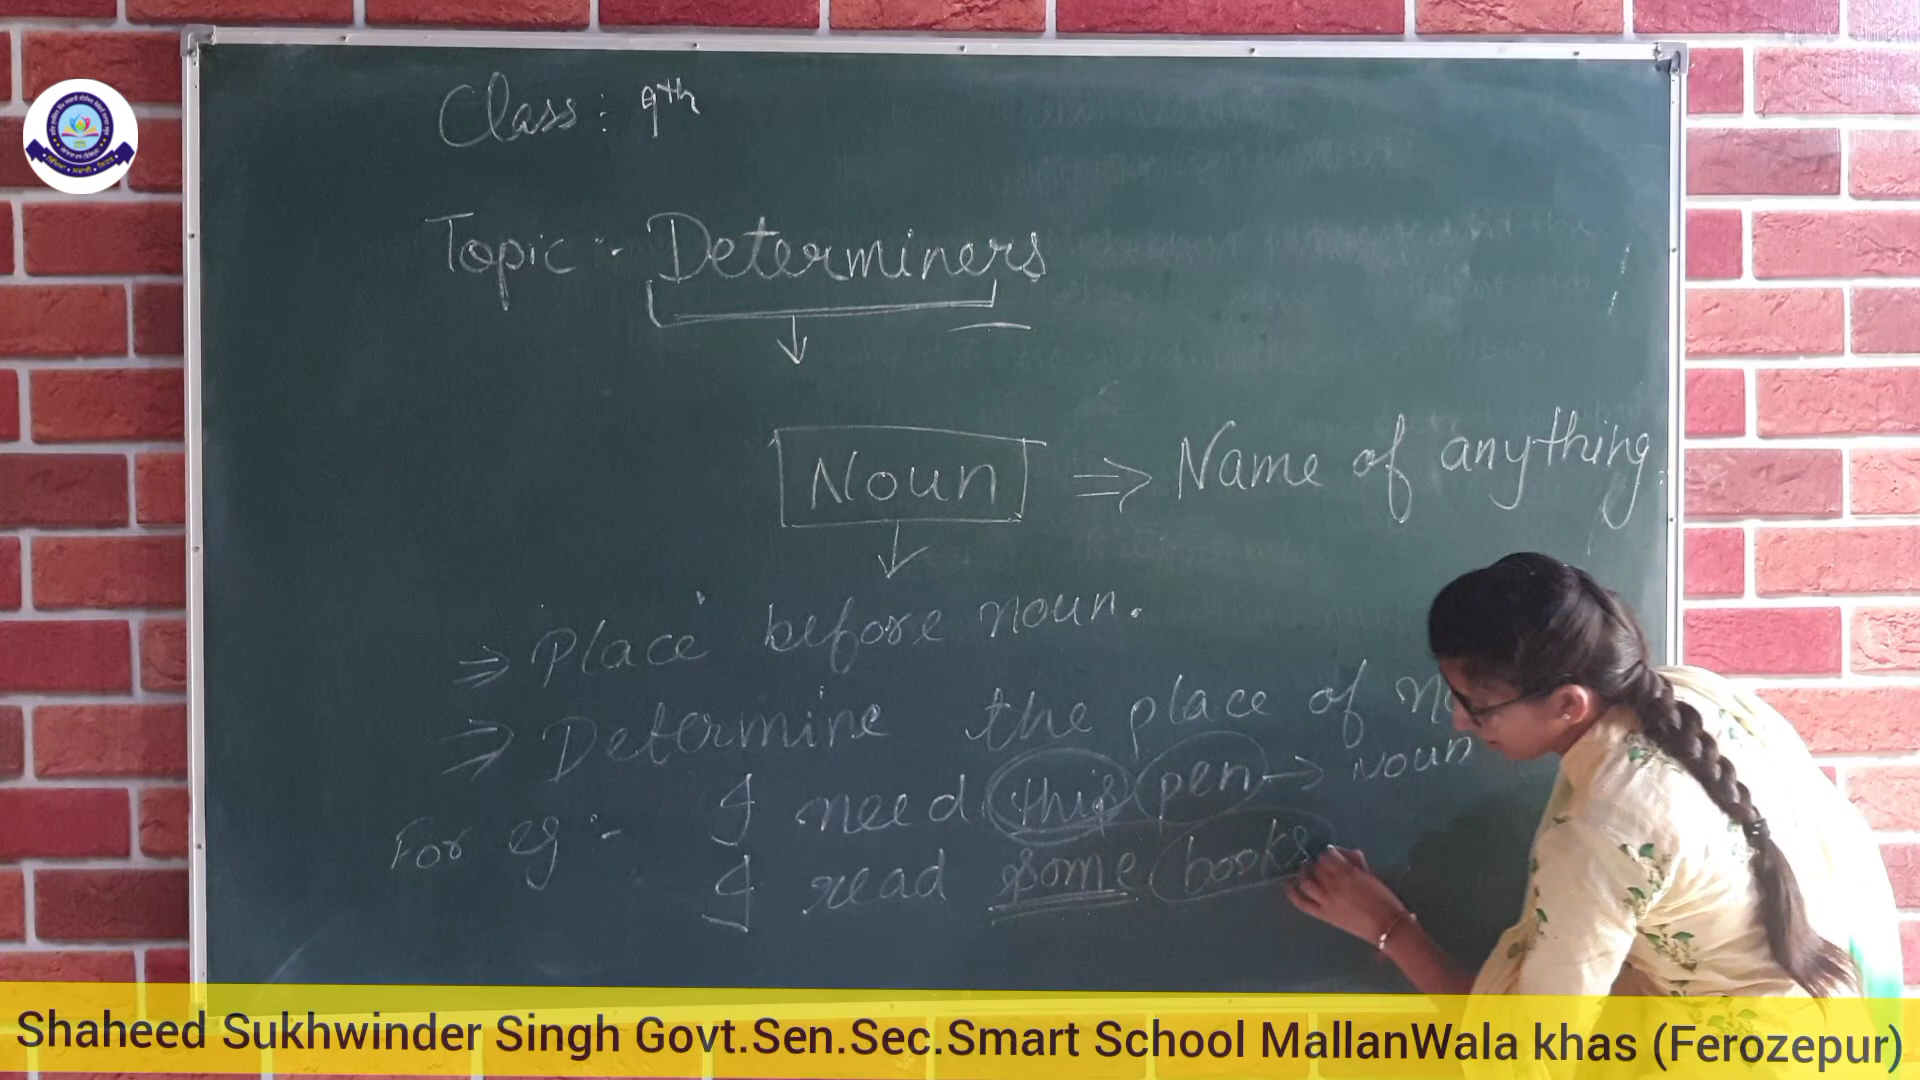 Class : 9th
Topic :- Determiners
Noun ⇒ Name of anything.
⇒ Place before noun.
⇒ Determine the place of
For eg :- I need this pen → noun
I read some books
Shaheed Sukhwinder Singh Govt.Sen.Sec.Smart School MallanWala khas (Ferozepur)